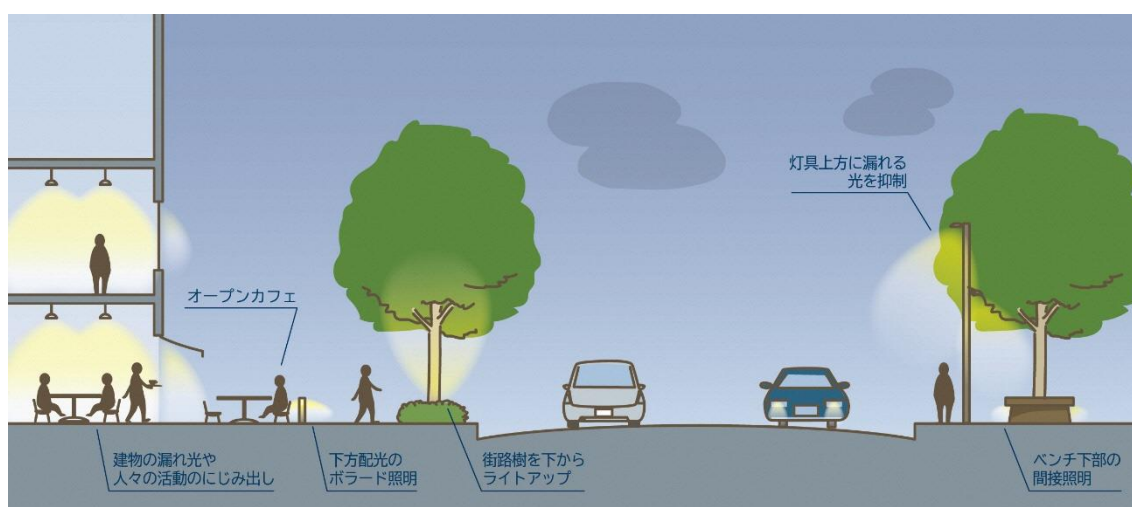 灯具上方に漏れる
光を抑制
オープンカフェ
建物の漏れ光や
人々の活動のにじみ出し
下方配光の
ボラード照明
街路樹を下から
ライトアップ
ベンチ下部の
間接照明